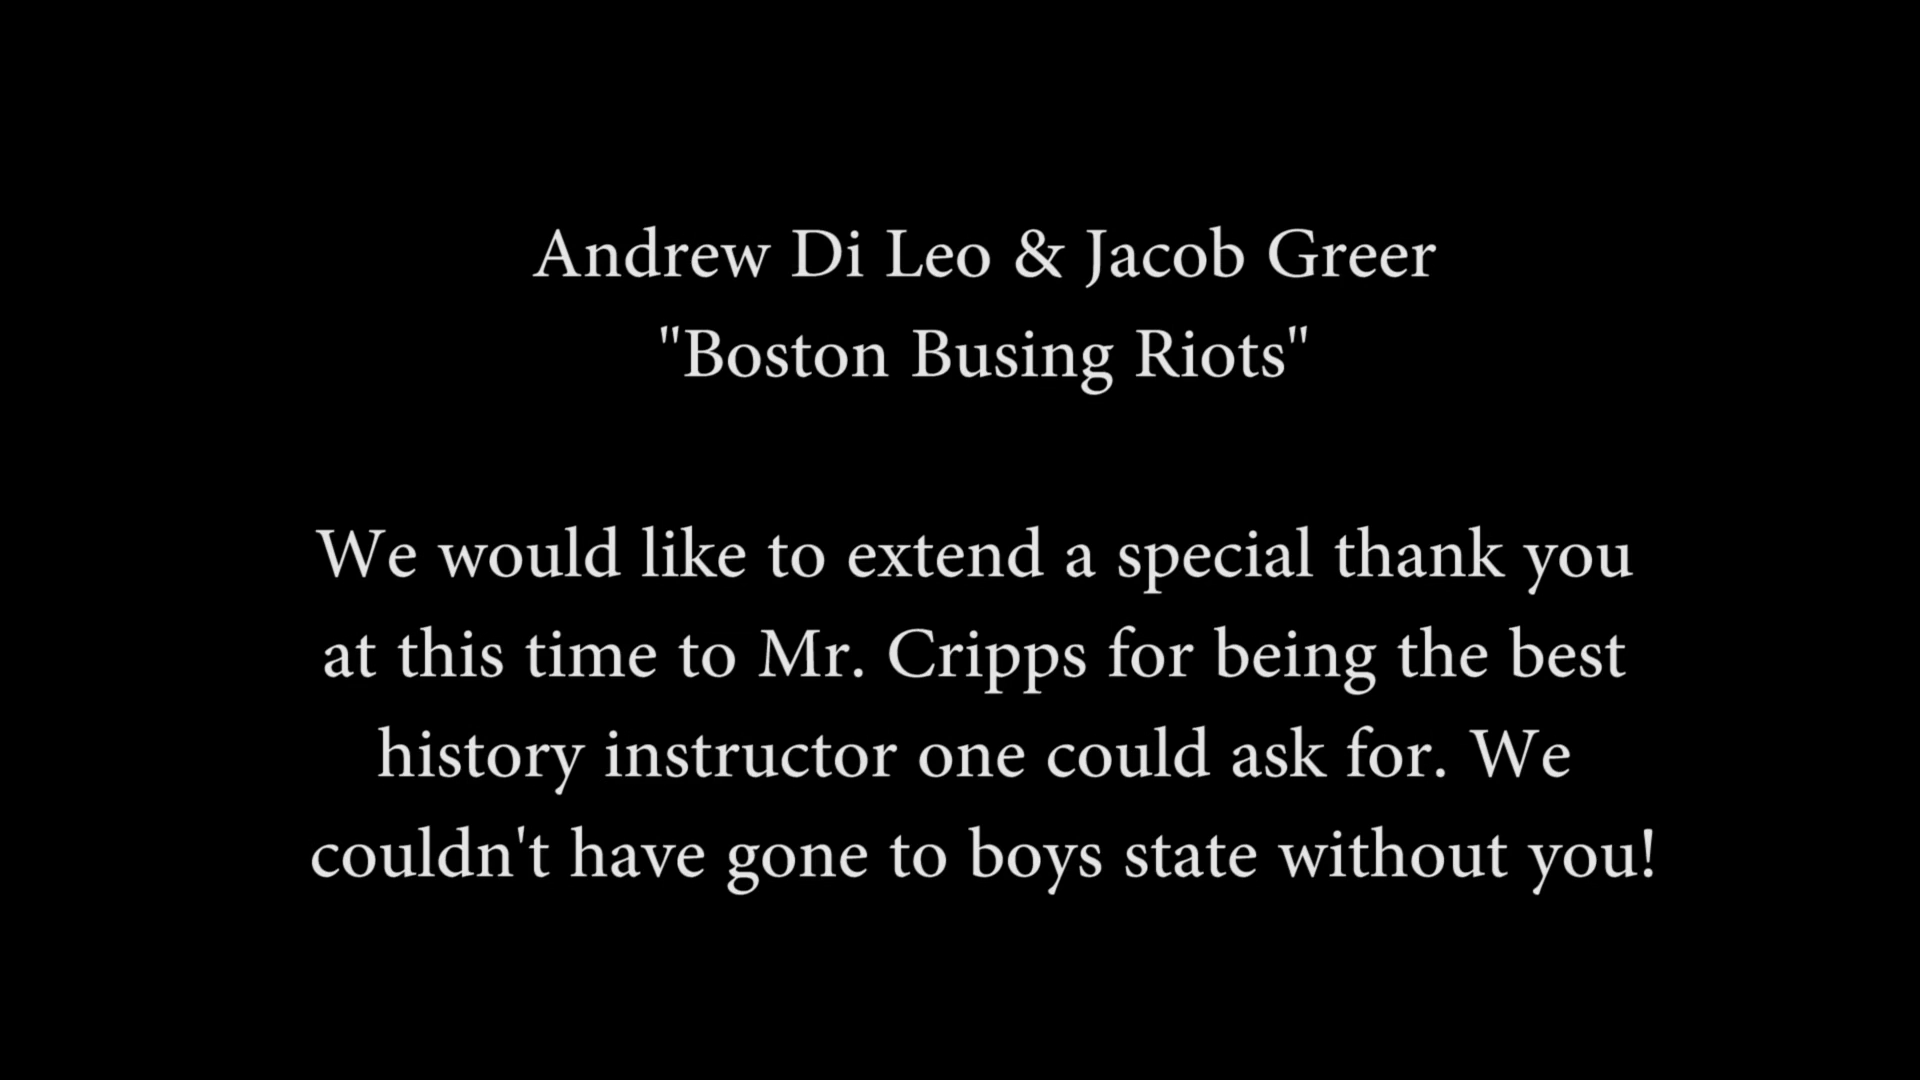 Andrew Di Leo & Jacob Greer
"Boston Busing Riots"
We would like to extend a special thank you
at this time to Mr. Cripps for being the best
history instructor one could ask for. We
couldn't have gone to boys state without you!